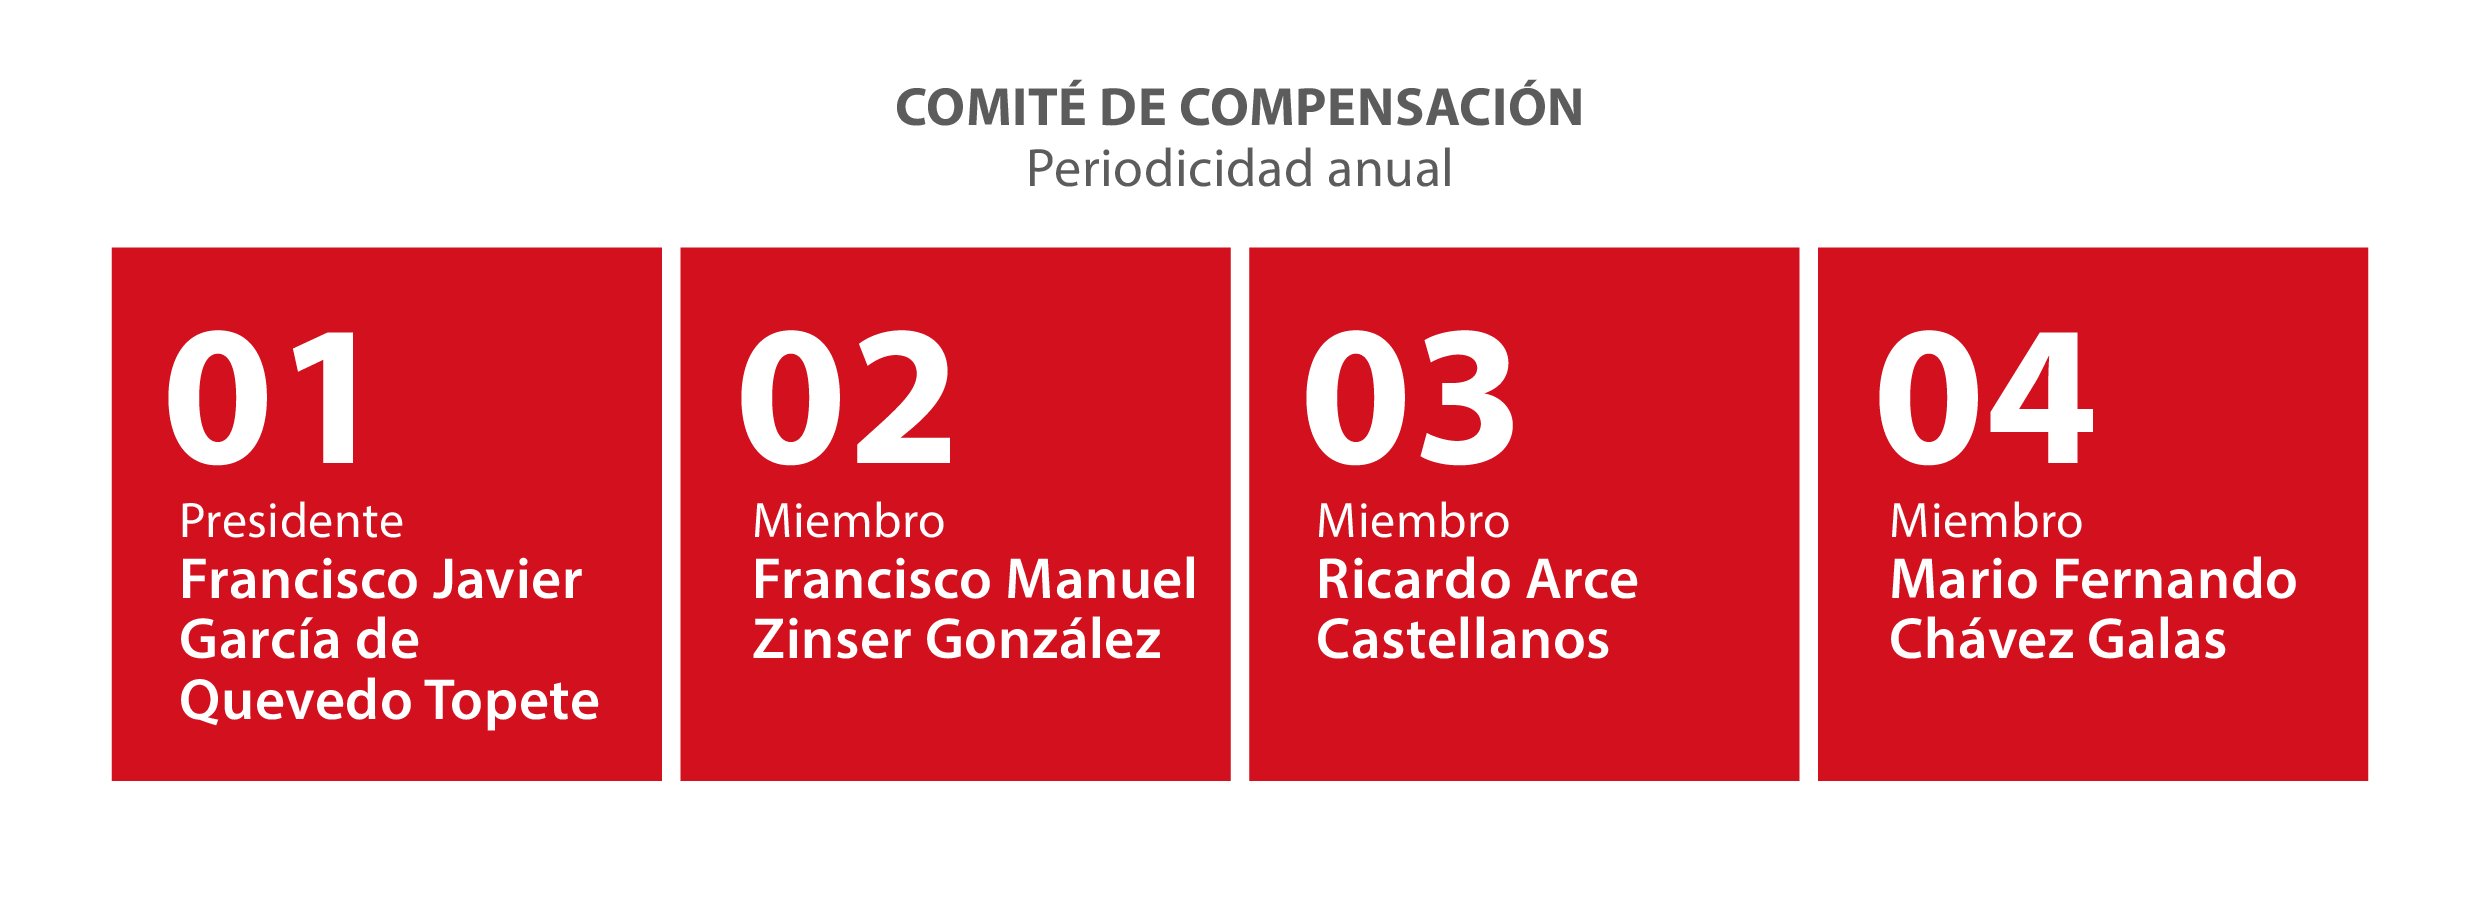 COMITÉ DE COMPENSACIÓN
Periodicidad anual
01
Presidente
Francisco Javier
García de
Quevedo Topete
02
Miembro
Francisco Manuel
Zinser González
03
Miembro
Ricardo Arce
Castellanos
04
Miembro
Mario Fernando
Chávez Galas